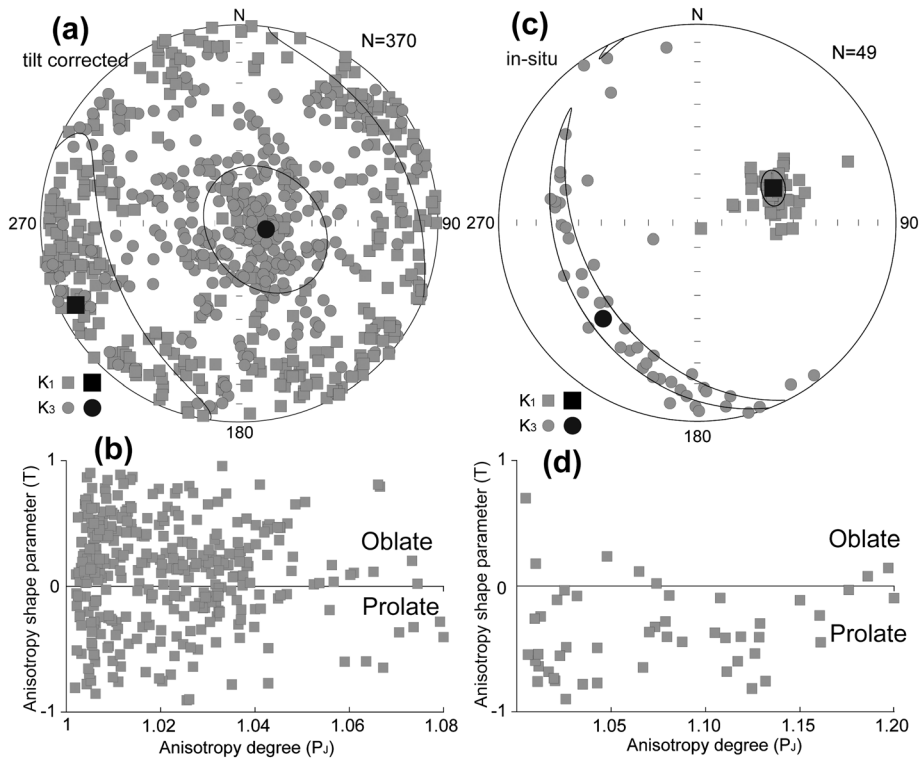 (a)
N
N=370
tilt corrected
270
90
180
K1
K3
(c)
N
N=49
in-situ
270
90
180
K1
K3
(b)
Anisotropy shape parameter (T)
1
0
-1
Oblate
Prolate
1 1.02 1.04 1.06 1.08
Anisotropy degree (PJ)
(d)
Anisotropy shape parameter (T)
1
0
-1
Oblate
Prolate
1.05 1.10 1.15 1.20
Anisotropy degree (PJ)